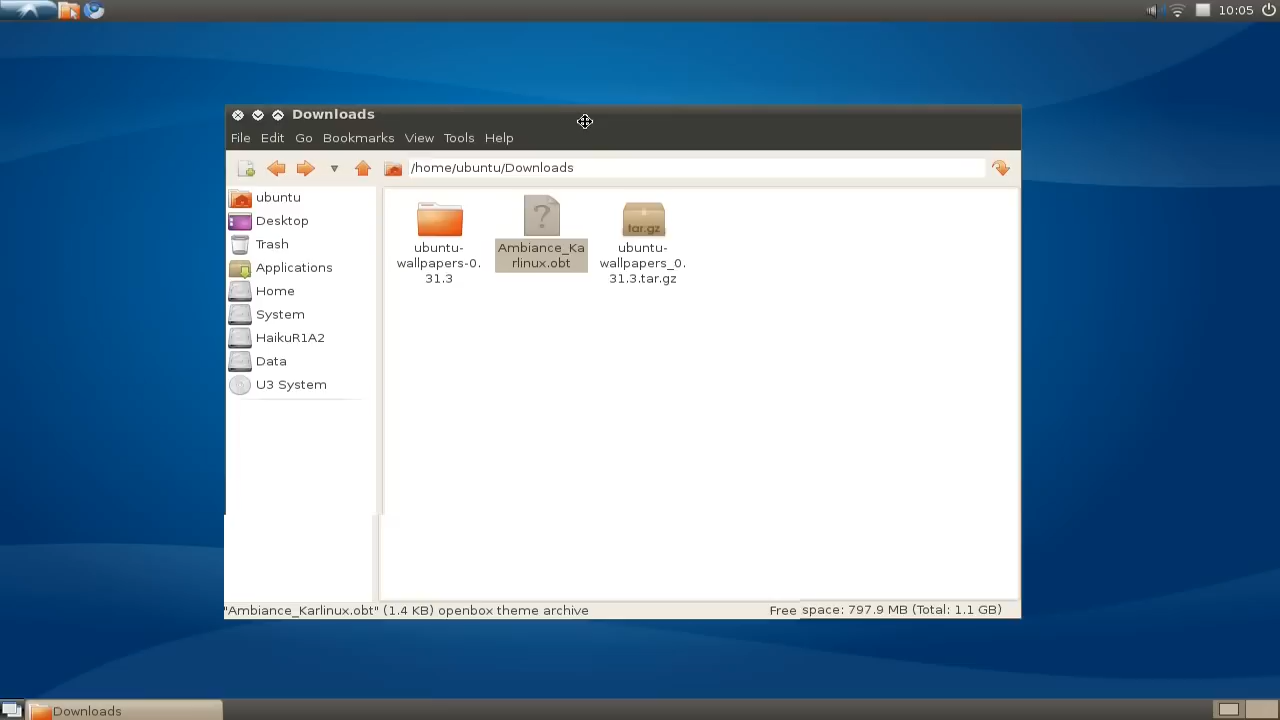 10:05
Downloads
File Edit Go Bookmarks View Tools Help
/home/ubuntu/Downloads
ubuntu
Desktop
Trash
Applications
Home
System
HaikuR1A2
Data
U3 System
ubuntu-
wallpapers-0.
31.3
?
Ambiance_Ka
rlinux.obt
tar.gz
ubuntu-
wallpapers_0.
31.3.tar.gz
"Ambiance_Karlinux.obt" (1.4 KB) openbox theme archive
Free space: 797.9 MB (Total: 1.1 GB)
Downloads